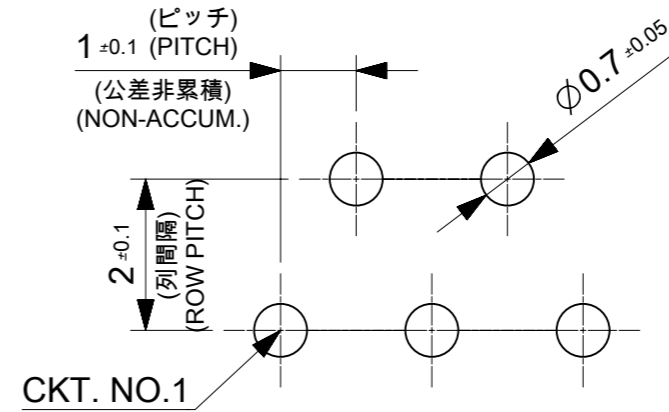 (ピッチ)
1 ±0.1 (PITCH)
(公差非累積)
(NON-ACCUM.)
∅0.7 ±0.05
2 ±0.1
(列間隔)
(ROW PITCH)
CKT. NO.1